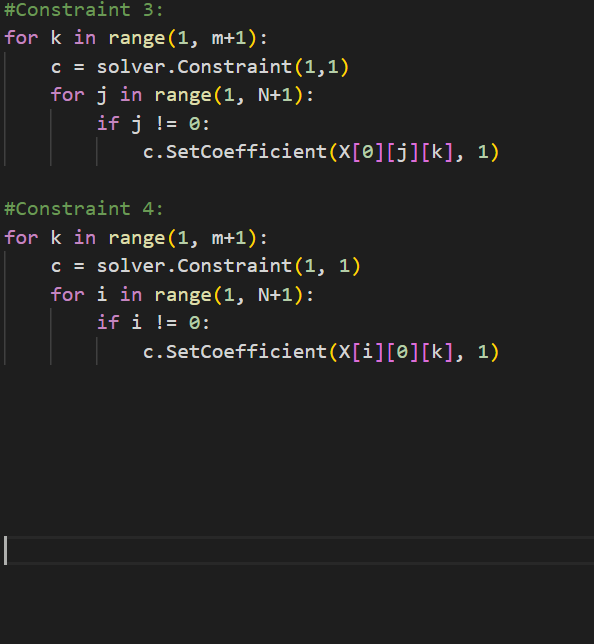 #Constraint 3:
for k in range(1, m+1):
    c = solver.Constraint(1,1)
    for j in range(1, N+1):
        if j != 0:
            c.SetCoefficient(X[0][j][k], 1)

#Constraint 4:
for k in range(1, m+1):
    c = solver.Constraint(1, 1)
    for i in range(1, N+1):
        if i != 0:
            c.SetCoefficient(X[i][0][k], 1)